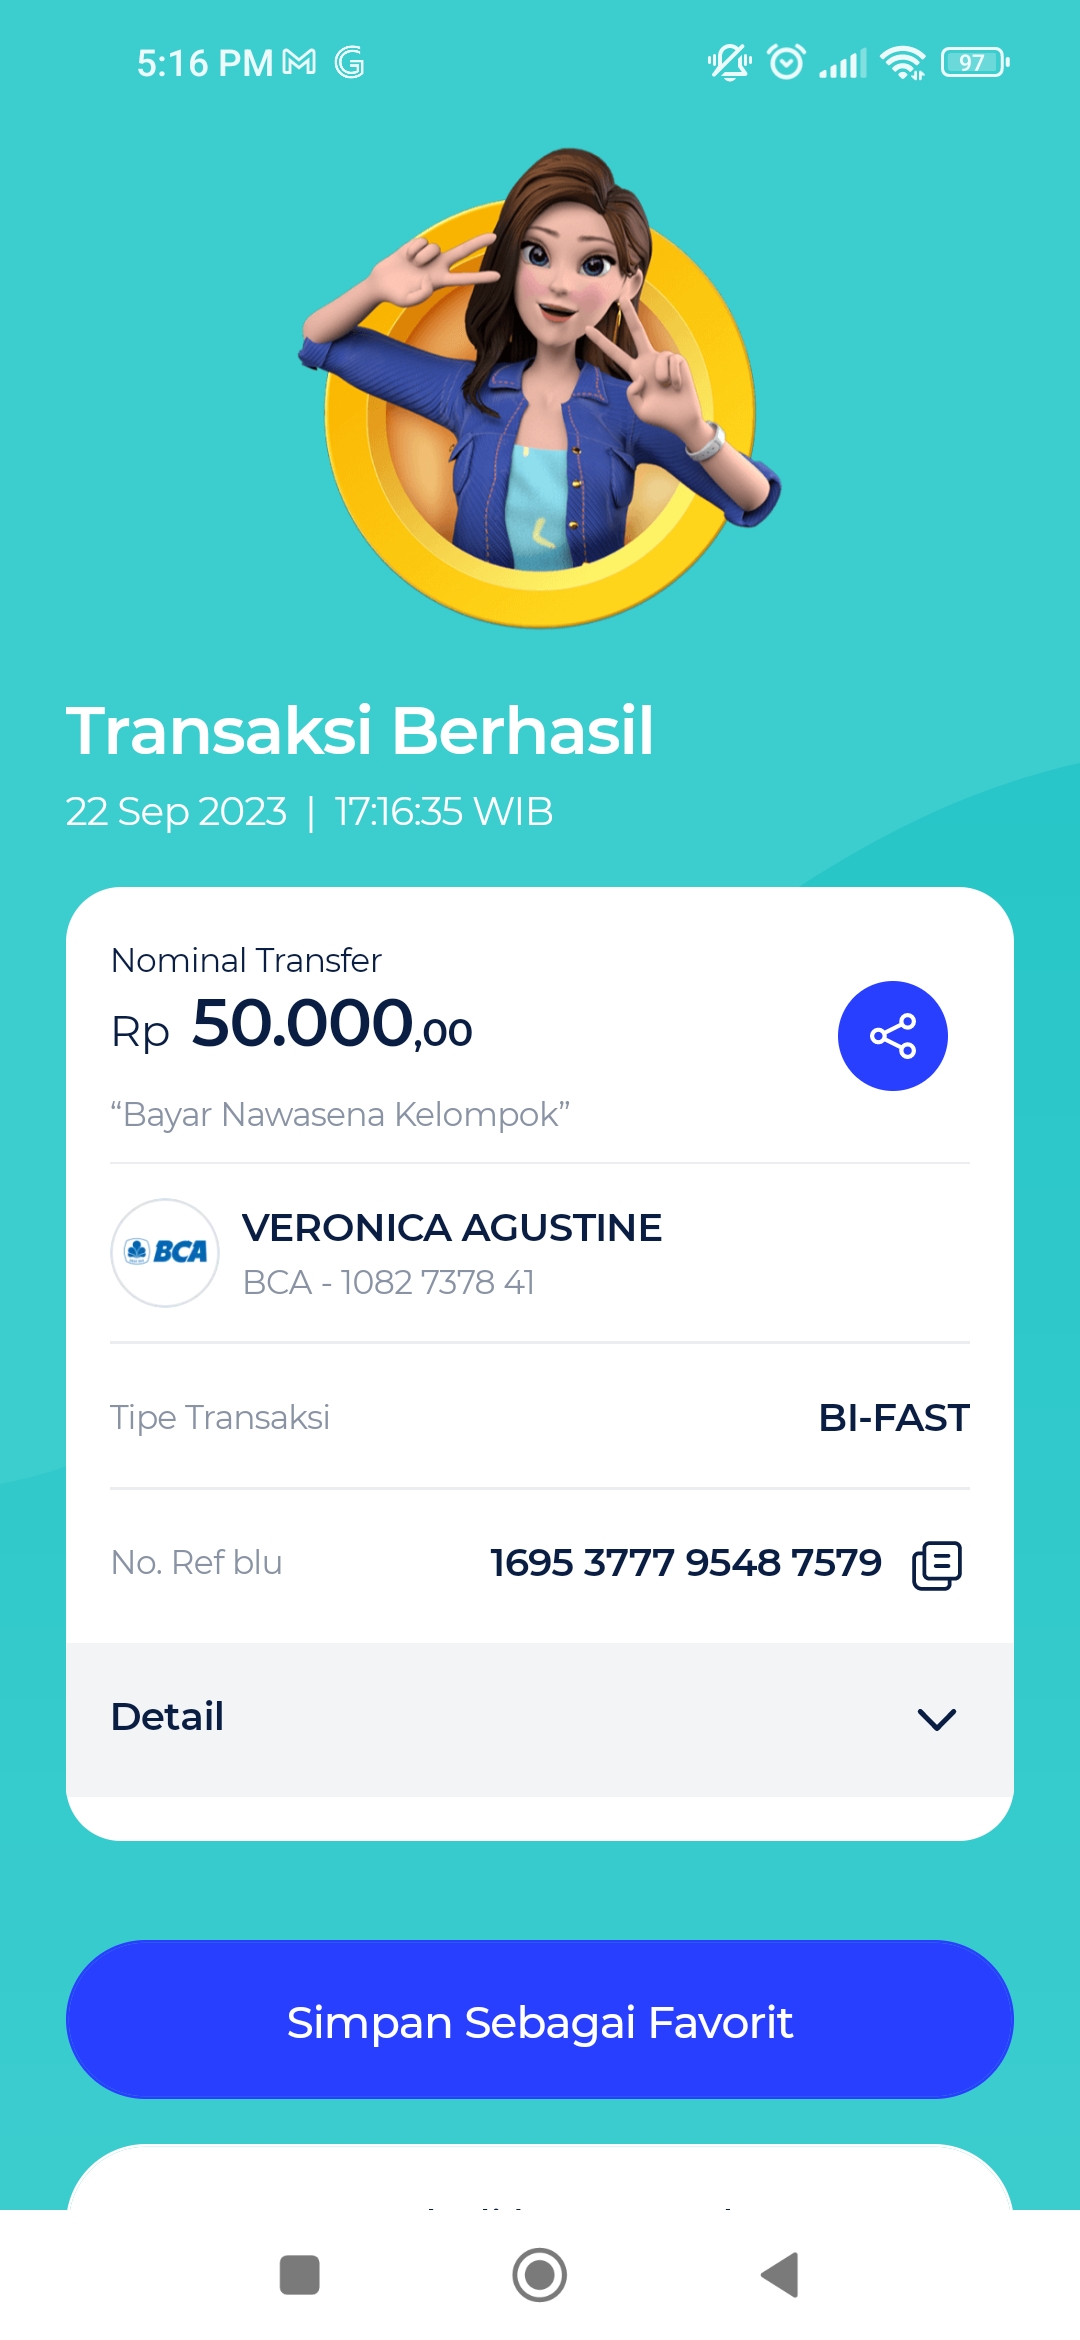 5:16 PM
97
Transaksi Berhasil
22 Sep 2023 | 17:16:35 WIB
Nominal Transfer
Rp 50.000,00
“Bayar Nawasena Kelompok”
BCA
VERONICA AGUSTINE
BCA - 1082 7378 41
Tipe Transaksi BI-FAST
No. Ref blu 1695 3777 9548 7579
Detail
Simpan Sebagai Favorit